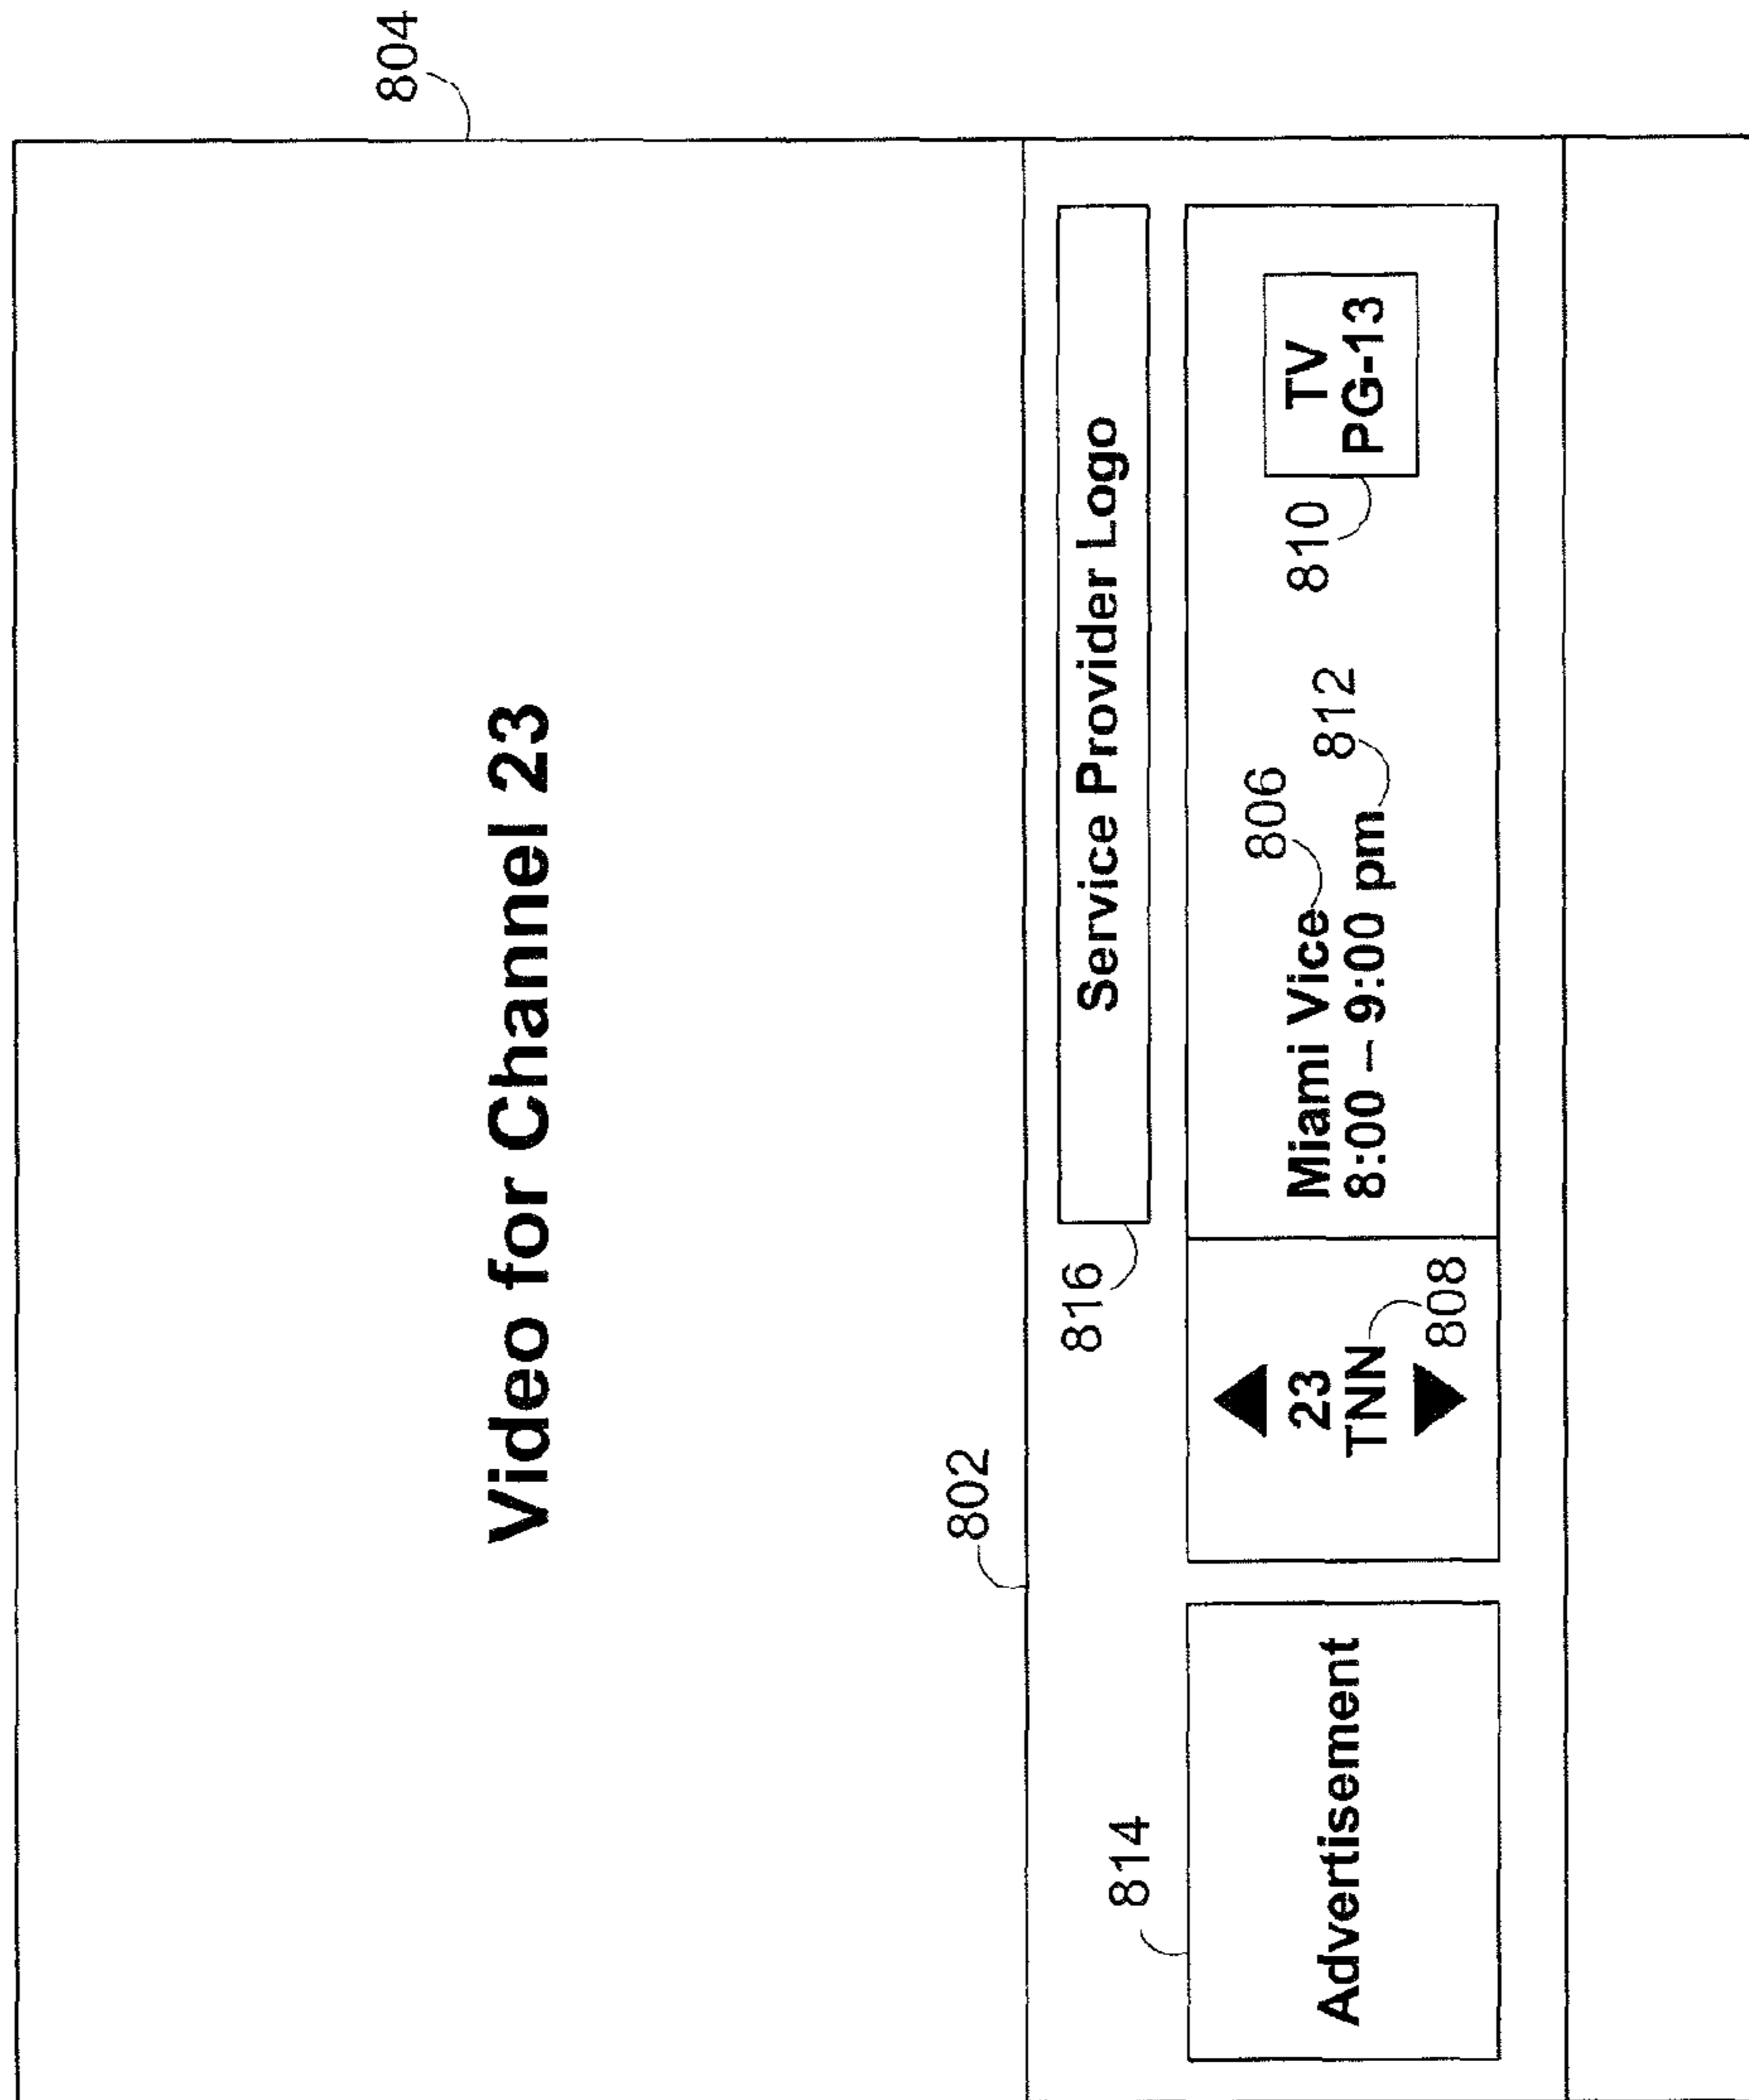 804
Video for Channel 23
802
816
Service Provider Logo
814
Advertisement
23
TNN
808
Miami Vice
806
8:00 – 9:00 pm
812
810
TV
PG-13